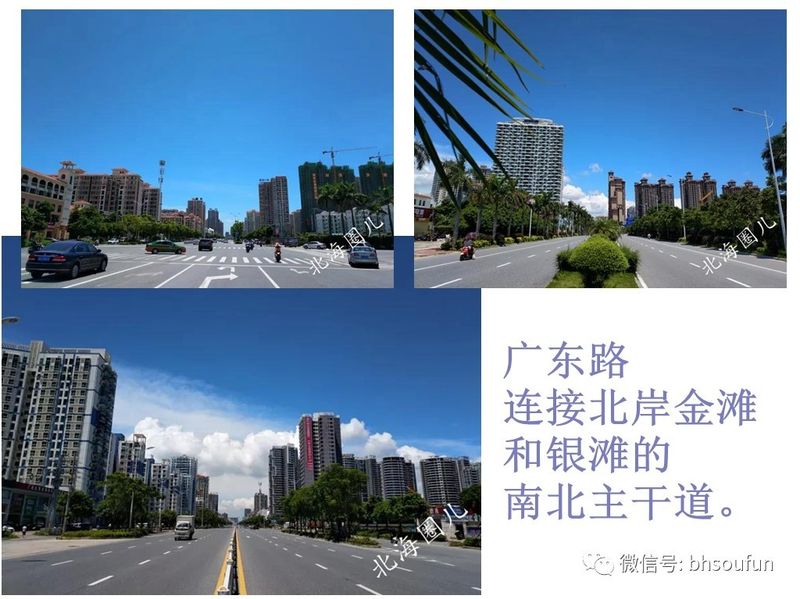 北海圈儿
北海圈儿
广东路
连接北岸金滩
和银滩的
南北主干道。
北海圈儿
微信号: bhsoufun